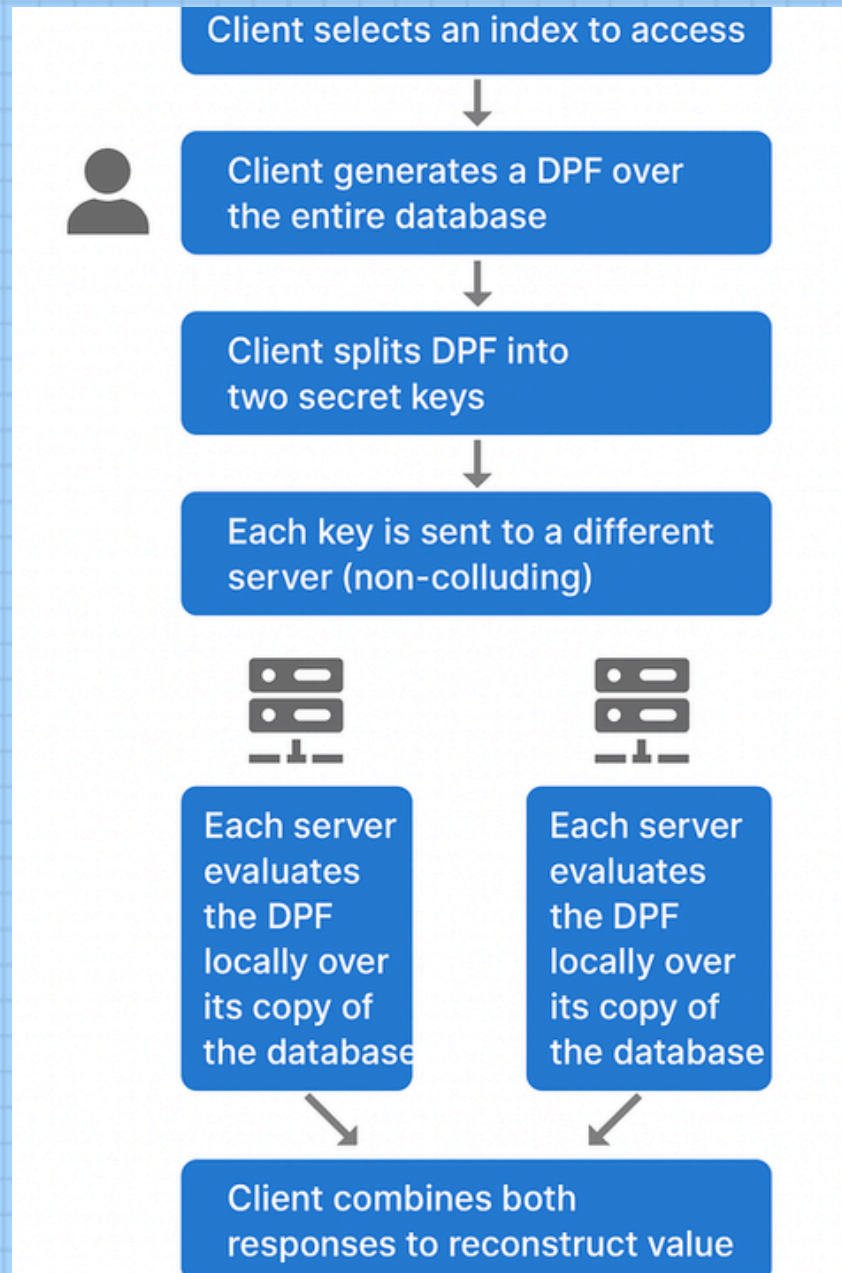 Client selects an index to access
Client generates a DPF over
the entire database
Client splits DPF into
two secret keys
Each key is sent to a different
server (non-colluding)
Each server
evaluates
the DPF
locally over
its copy of
the database
Each server
evaluates
the DPF
locally over
its copy of
the database
Client combines both
responses to reconstruct value